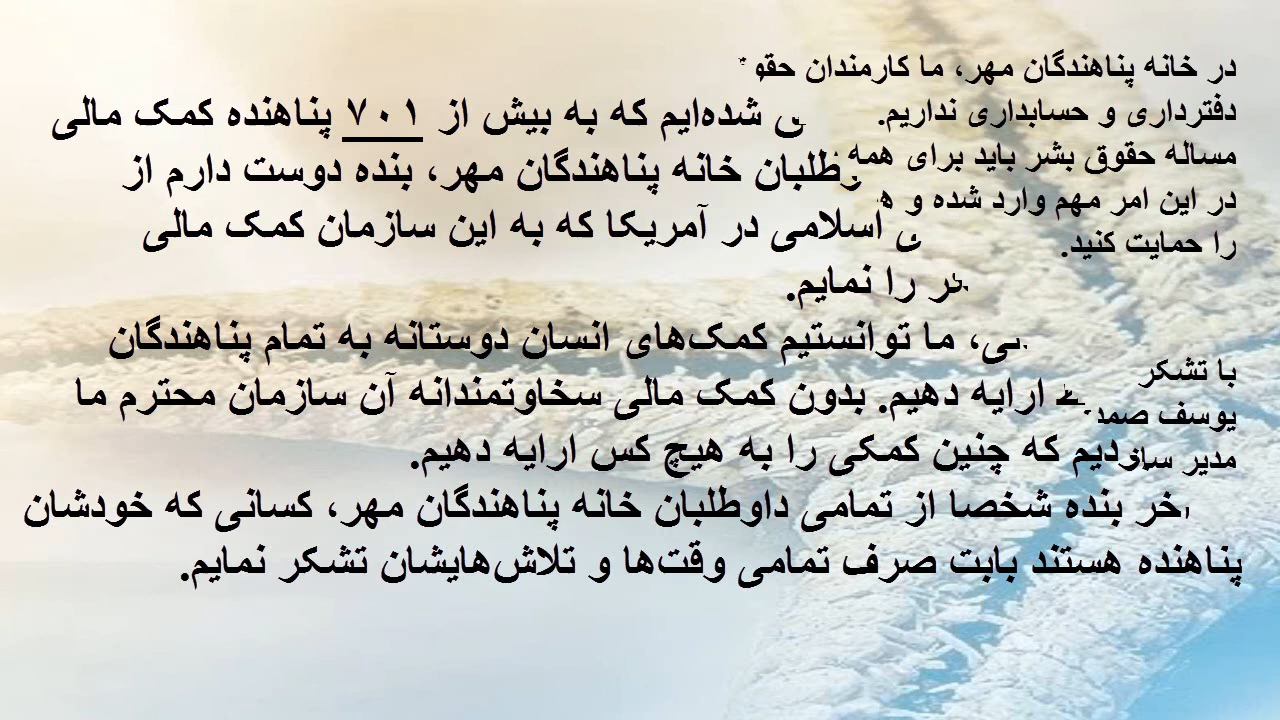 در خانه پناهندگان مهر، ما کارمندان
دفترداری و حسابداری نداریم.
مساله حقوق بشر باید برای همه
در این امر مهم وارد شده و
را حمایت کنید.
با تشکر
یوسف
مدیر
شده‌ایم که به بیش از ۷۰۱ پناهنده کمک مالی
خانه پناهندگان مهر، بنده دوست دارم از
اسلامی در آمریکا که به این سازمان کمک مالی
را نمایم.
ما توانستیم کمک‌های انسان دوستانه به تمام پناهندگان
ارایه دهیم. بدون کمک مالی سخاوتمندانه آن سازمان محترم ما
که چنین کمکی را به هیچ کس ارایه دهیم.
بنده شخصا از تمامی داوطلبان خانه پناهندگان مهر، کسانی که خودشان
پناهنده هستند بابت صرف تمامی وقت‌ها و تلاش‌هایشان تشکر نمایم.